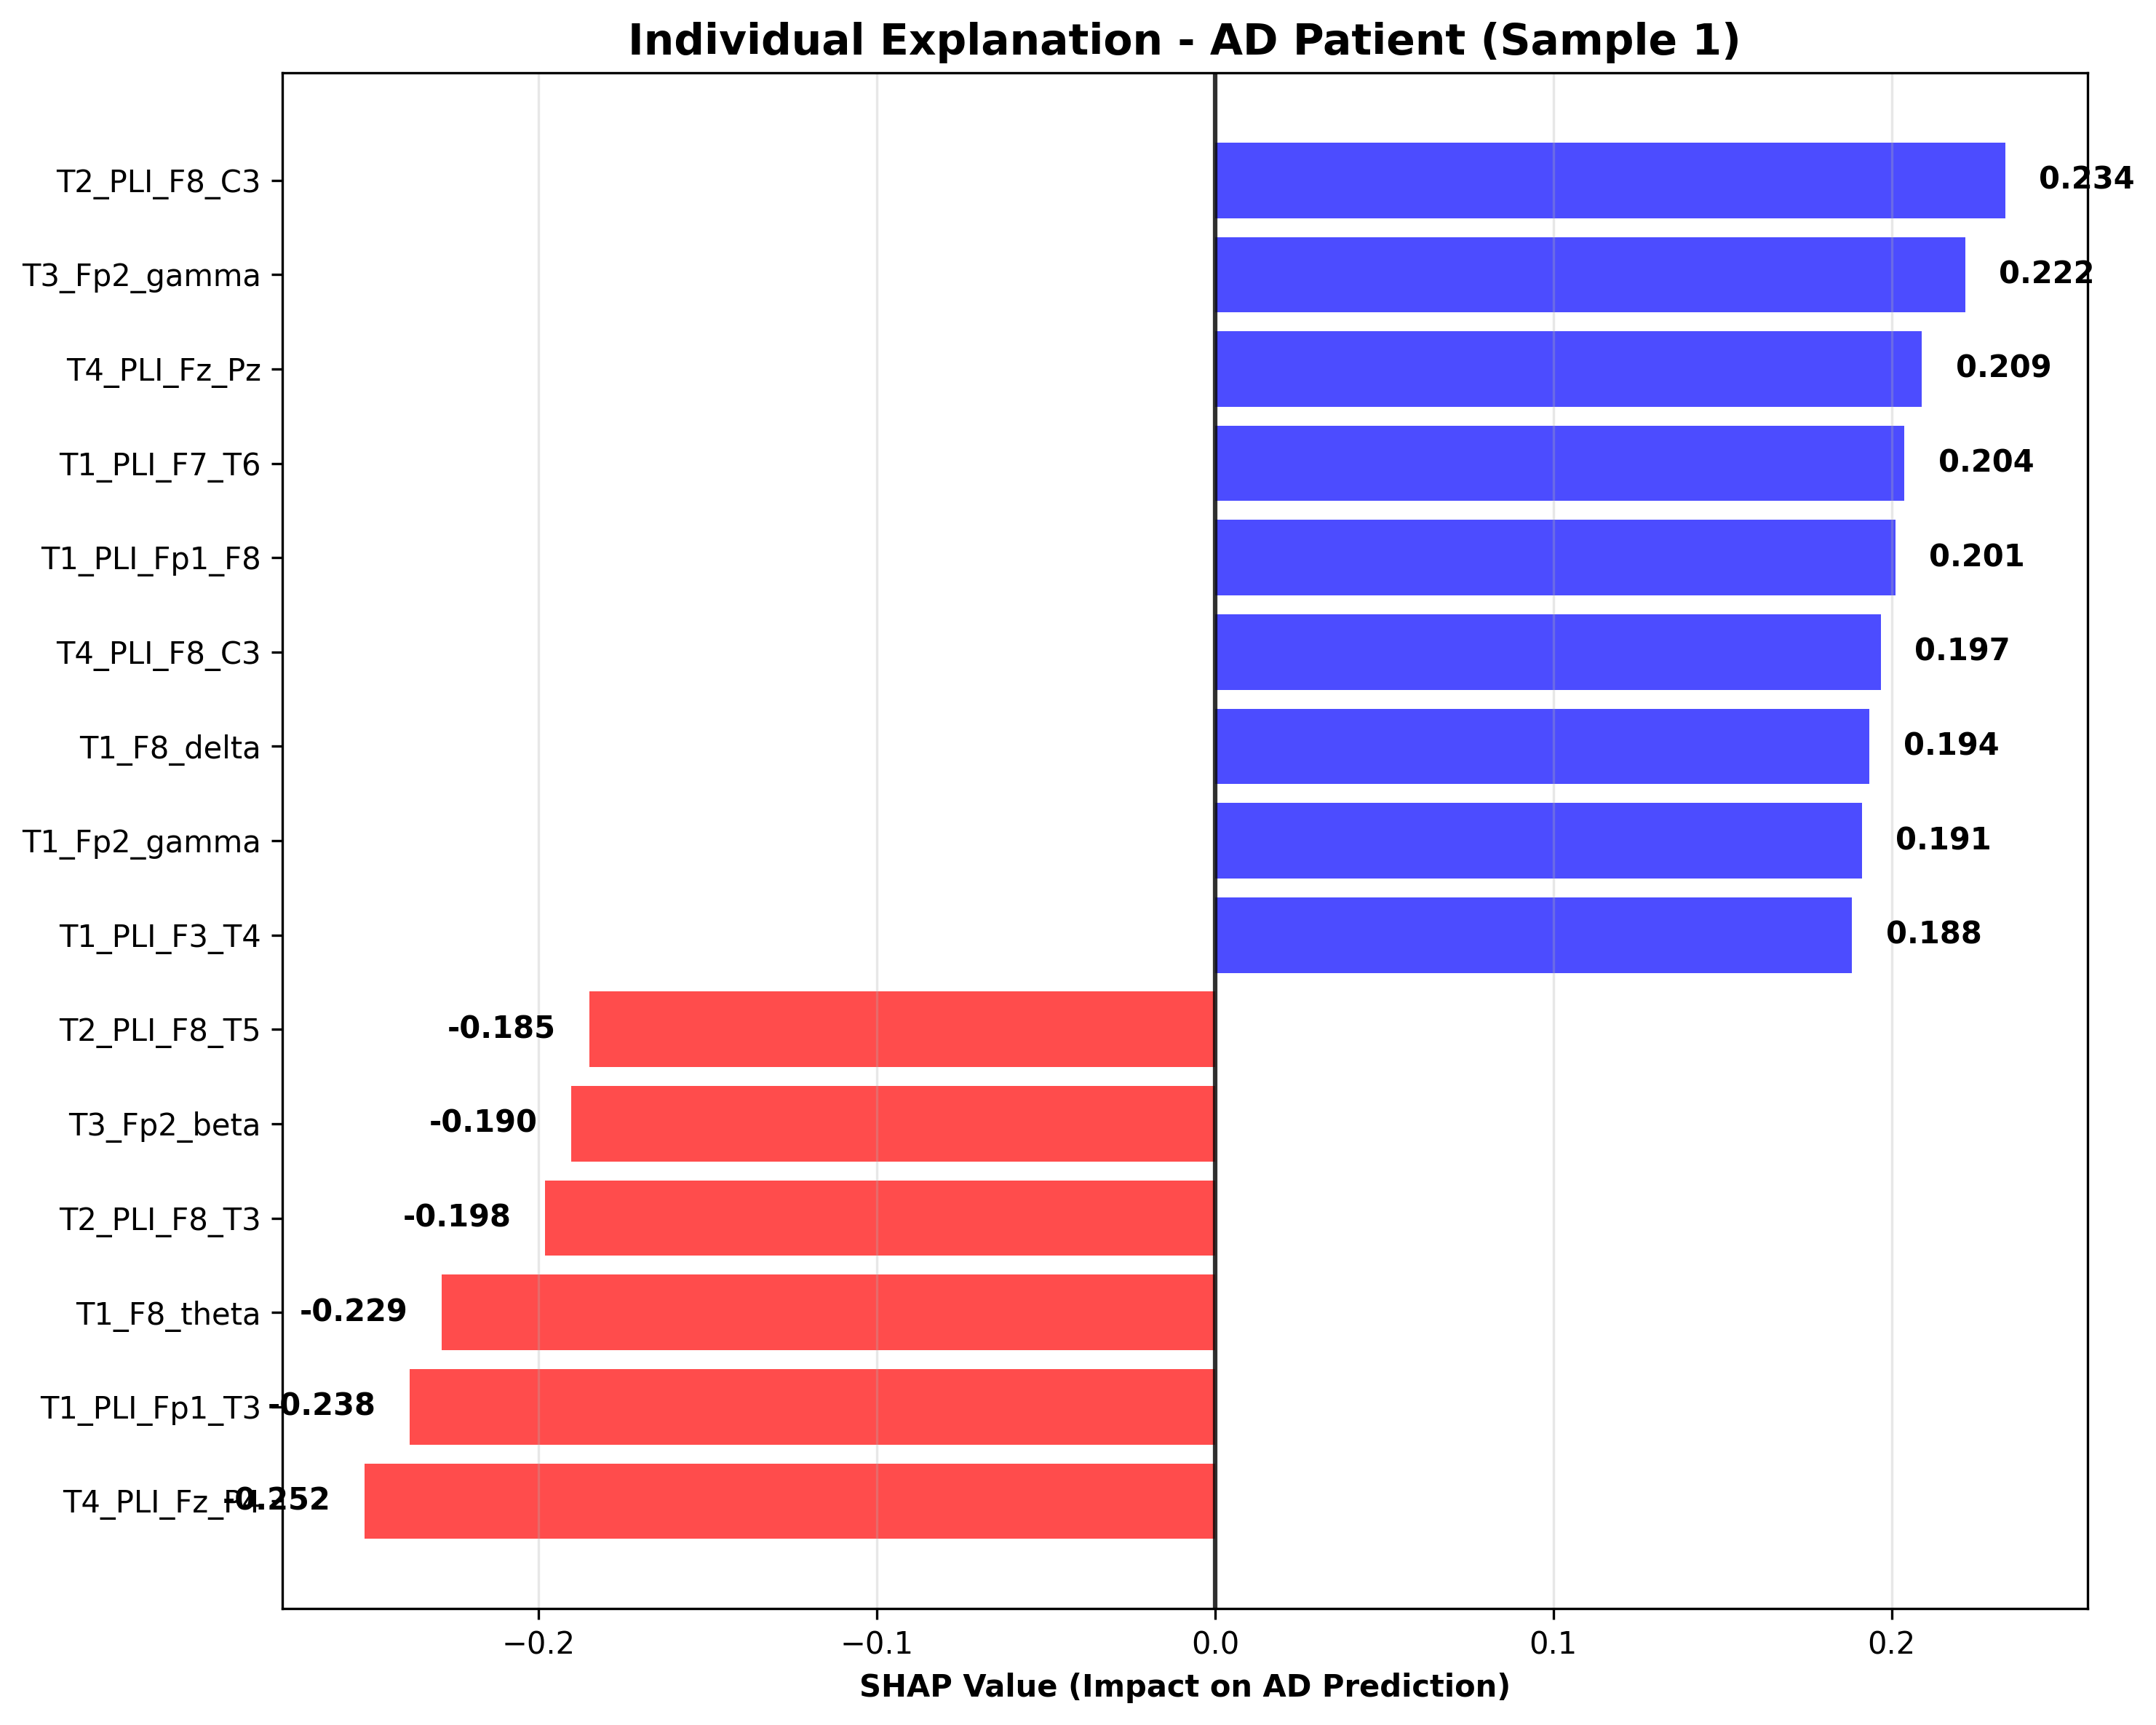 Individual Explanation - AD Patient (Sample 1)
T2_PLI_F8_C3 0.234
T3_Fp2_gamma 0.222
T4_PLI_Fz_Pz 0.209
T1_PLI_F7_T6 0.204
T1_PLI_Fp1_F8 0.201
T4_PLI_F8_C3 0.197
T1_F8_delta 0.194
T1_Fp2_gamma 0.191
T1_PLI_F3_T4 0.188
T2_PLI_F8_T5 -0.185
T3_Fp2_beta -0.190
T2_PLI_F8_T3 -0.198
T1_F8_theta -0.229
T1_PLI_Fp1_T3 -0.238
T4_PLI_Fz_P4 -0.252
−0.2 −0.1 0.0 0.1 0.2
SHAP Value (Impact on AD Prediction)